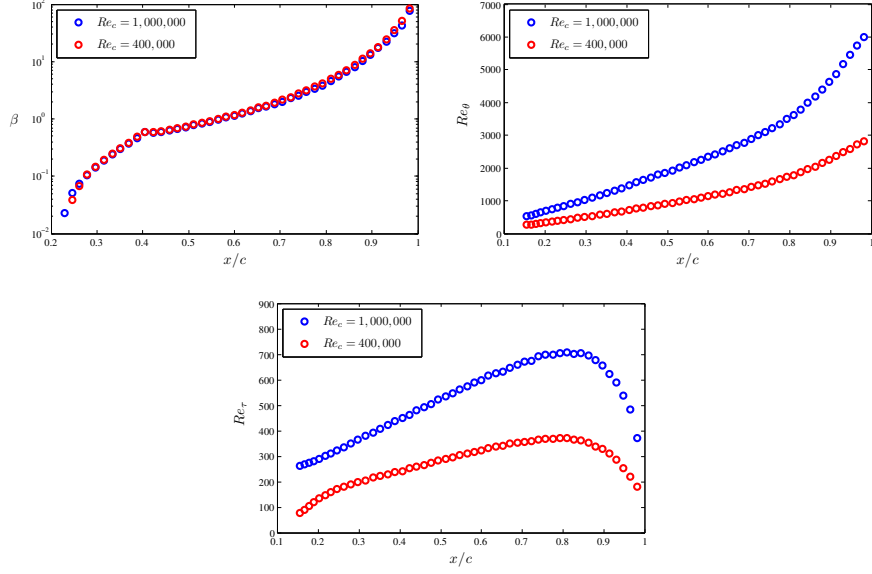 10^2
10^1
10^0
10^{-1}
10^{-2}
β
Re_c = 1,000,000
Re_c = 400,000
0.2 0.3 0.4 0.5 0.6 0.7 0.8 0.9 1
x/c
7000
6000
5000
4000
3000
2000
1000
0
Re_θ
Re_c = 1,000,000
Re_c = 400,000
0.1 0.2 0.3 0.4 0.5 0.6 0.7 0.8 0.9 1
x/c
900
800
700
600
500
400
300
200
100
0
Re_τ
Re_c = 1,000,000
Re_c = 400,000
0.1 0.2 0.3 0.4 0.5 0.6 0.7 0.8 0.9 1
x/c